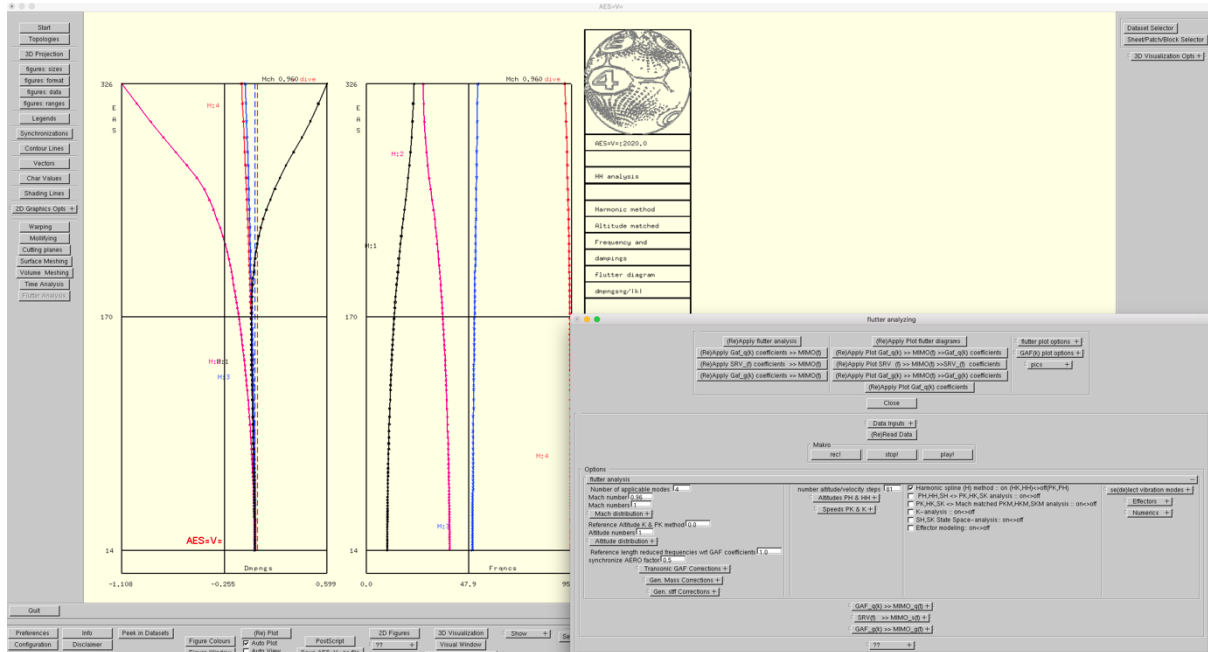 AES=V=
Start
Topologies
3D Projection
figures: sizes
figures: format
figures: data
figures: ranges
Legends
Synchronizations
Contour Lines
Vectors
Char Values
Shading Lines
2D Graphics Opts +
Warping
Mollifying
Cutting planes
Surface Meshing
Volume Meshing
Time Analysis
Flutter Analysis
Quit
Mch 0.960 dive
326
E
A
S
M:4
170
M:1
M:3
14
AES=V=
-1.108 -0.255 0.599
Dmpngs
Mch 0.960 dive
326
E
A
S
M:2
M:1
170
M:4
14
0.0 47.9 95
Frqncs
4
AES=V=:2020.0
HH analysis
Harmonic method
Altitude matched
Frequency and
dampings
flutter diagram
dmpngs=g/|k|
Dataset Selector
Sheet/Patch/Block Selector
3D Visualization Opts +
flutter analyzing
(Re)Apply flutter analysis (Re)Apply Plot flutter diagrams flutter plot options +
(Re)Apply Gaf_q(k) coefficients >> MIMO(t) (Re)Apply Plot Gaf_q(k) >> MIMO(t) >>Gaf_q(k) coefficients GAF(k) plot options +
(Re)Apply SRV_(f) coefficients >> MIMO(t) (Re)Apply Plot SRV (f) >> MIMO(t) >>SRV_(f) coefficients pics +
(Re)Apply Gaf_g(k) coefficients >> MIMO(t) (Re)Apply Plot Gaf_g(k) >> MIMO(t) >>Gaf_g(k) coefficients
(Re)Apply Plot Gaf_q(k) coefficients
Close
Data Inputs +
(Re)Read Data
Makro
rec! stop! play!
Options
flutter analysis
Number of applicable modes 4
Mach number 0.96
Mach numbers 1
Mach distribution +
Reference Altitude K & PK method 0.0
Altitude numbers 1
Altitude distribution +
Reference length reduced frequencies wrt GAF coefficients 1.0
synchronize AERO factor 0.5
Transonic GAF Corrections +
Gen. Mass Corrections +
Gen. stff Corrections +
number altitude/velocity steps 81
Altitudes PH & HH +
Speeds PK & K +
Harmonic spline (H) method :: on (HK,HH)<>off(PK,PH)
PH,HH,SH <> PK,HK,SK analysis :: on<>off
PK,HK,SK <> Mach matched PKM,HKM,SKM analysis :: on<>off
K-analysis :: on<>off
SH,SK State Space-analysis :: on<>off
Effector modeling :: on<>off
se(de)lect vibration modes +
Effectors +
Numerics +
GAF_q(k) >> MIMO_q(t) +
SRV(f) >> MIMO_s(t) +
GAF_g(k) >> MIMO_g(t) +
?? +
Preferences Info Peek in Datasets
Configuration Disclaimer
Figure Colours
(Re) Plot
Auto Plot
Auto View
PostScript
2D Figures
?? +
3D Visualization
Visual Window
Show +